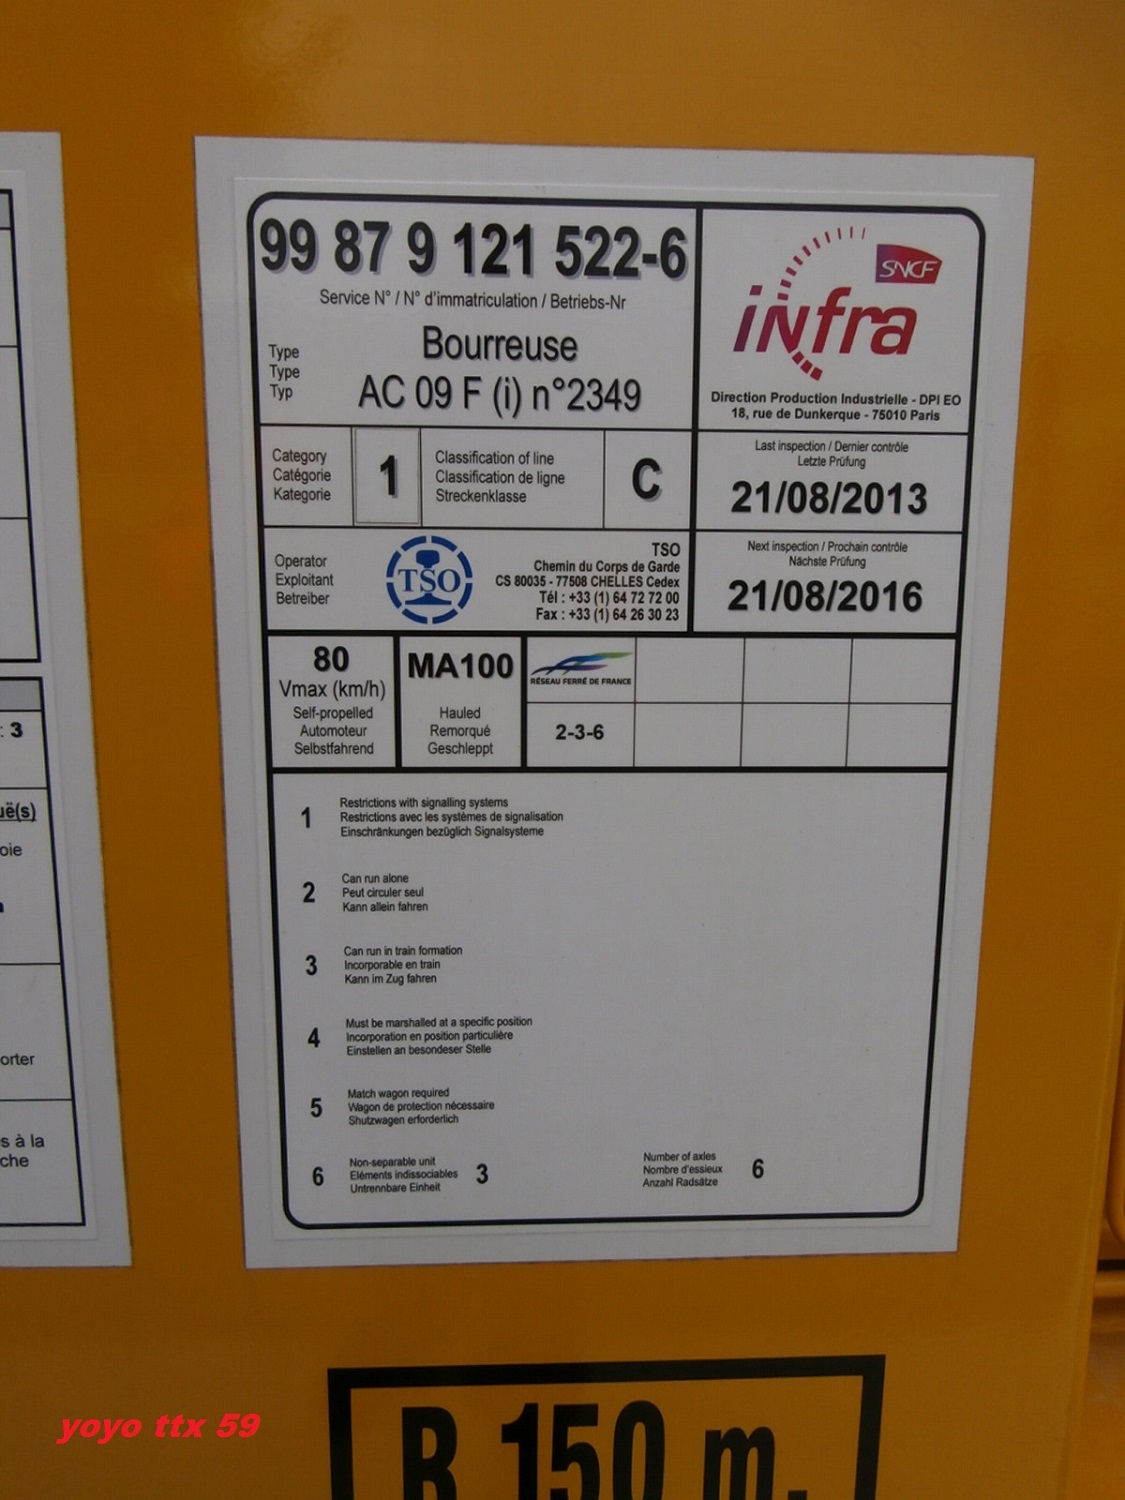 99 87 9 121 522-6
Service N° / N° d'immatriculation / Betriebs-Nr
Type
Type
Typ
Bourreuse
AC 09 F (i) n°2349
SNCF
infra
Direction Production Industrielle - DPI EO
18, rue de Dunkerque - 75010 Paris
Category
Catégorie
Kategorie
1
Classification of line
Classification de ligne
Streckenklasse
C
Last inspection / Dernier contrôle
Letzte Prüfung
21/08/2013
Operator
Exploitant
Betreiber
TSO
TSO
Chemin du Corps de Garde
CS 80035 - 77508 CHELLES Cedex
Tél : +33 (1) 64 72 72 00
Fax : +33 (1) 64 26 30 23
Next inspection / Prochain contrôle
Nächste Prüfung
21/08/2016
80
Vmax (km/h)
Self-propelled
Automoteur
Selbstfahrend
MA100
Hauled
Remorqué
Geschleppt
RÉSEAU FERRÉ DE FRANCE
2-3-6
1
Restrictions with signalling systems
Restrictions avec les systèmes de signalisation
Einschränkungen bezüglich Signalsysteme
2
Can run alone
Peut circuler seul
Kann allein fahren
3
Can run in train formation
Incorporable en train
Kann im Zug fahren
4
Must be marshalled at a specific position
Incorporation en position particulière
Einstellen an besondeser Stelle
5
Match wagon required
Wagon de protection nécessaire
Shutzwagen erforderlich
6
Non-separable unit
Eléments indissociables
Untrennbare Einheit
3
Number of axles
Nombre d'essieux
Anzahl Radsätze
6
: 3
uë(s)
oie
orter
s à la
che
R 150 m.
yoyo ttx 59